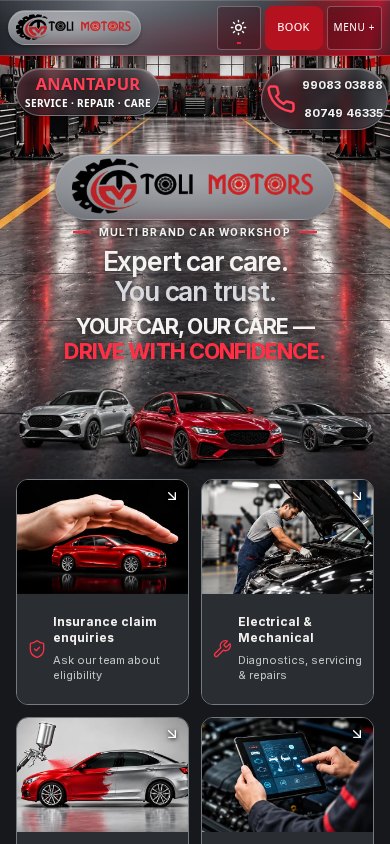 TOLI MOTORS
BOOK
MENU +
ANANTAPUR
SERVICE · REPAIR · CARE
99083 03888
80749 46335
TOLI MOTORS
MULTI BRAND CAR WORKSHOP
Expert car care.
You can trust.
YOUR CAR, OUR CARE —
DRIVE WITH CONFIDENCE.
Insurance claim
enquiries
Ask our team about
eligibility
Electrical &
Mechanical
Diagnostics, servicing
& repairs